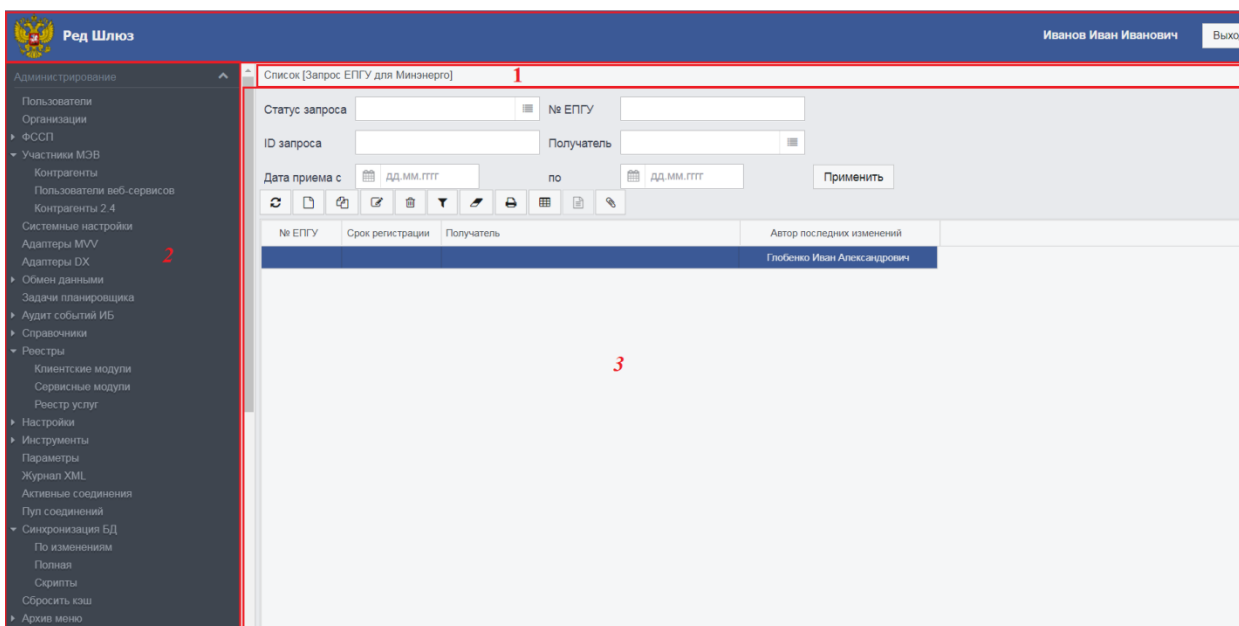 Ред Шлюз
Иванов Иван Иванович
Выхо
Администрирование
Пользователи
Организации
ФССП
Участники МЭВ
Контрагенты
Пользователи веб-сервисов
Контрагенты 2.4
Системные настройки
Адаптеры MVV
Адаптеры DX
Обмен данными
Задачи планировщика
Аудит событий ИБ
Справочники
Реестры
Клиентские модули
Сервисные модули
Реестр услуг
Настройки
Инструменты
Параметры
Журнал XML
Активные соединения
Пул соединений
Синхронизация БД
По изменениям
Полная
Скрипты
Сбросить кэш
Архив меню
2
Список [Запрос ЕПГУ для Минэнерго]
1
Статус запроса
№ ЕПГУ
ID запроса
Получатель
Дата приема с дд.мм.гггг по дд.мм.гггг Применить
№ ЕПГУ Срок регистрации Получатель Автор последних изменений
Глобенко Иван Александрович
3